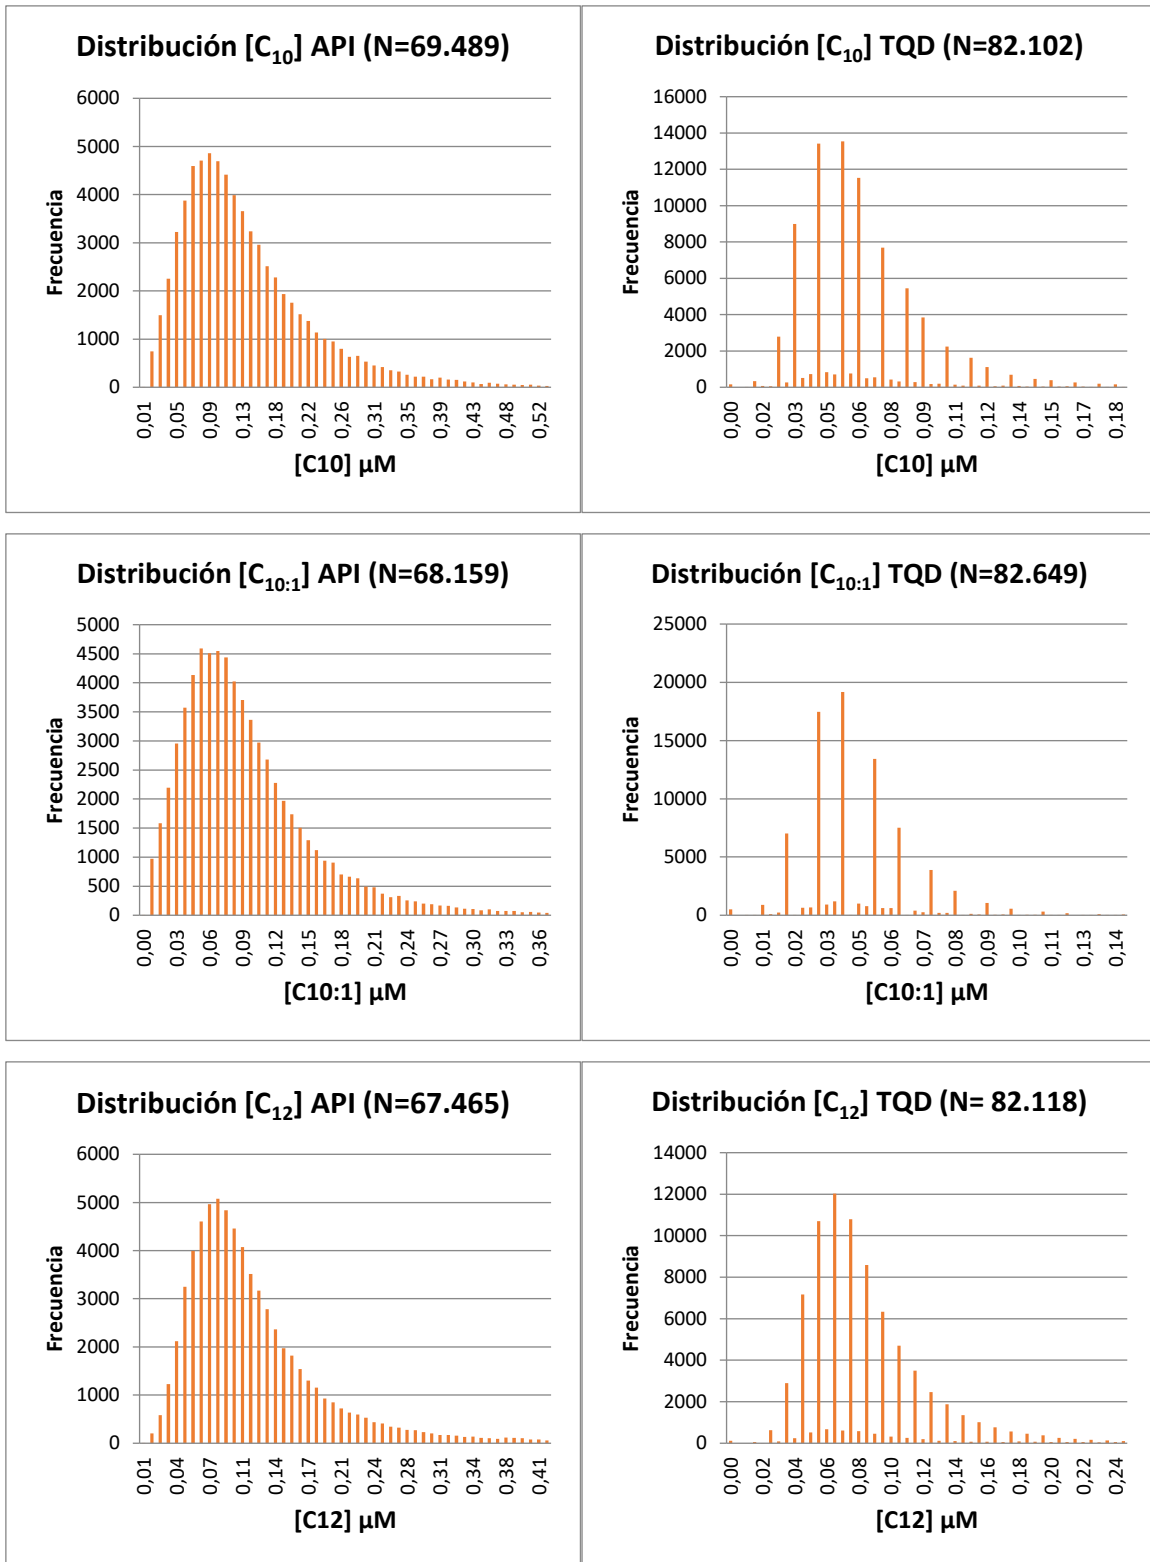 Distribución [C10] API (N=69.489)
6000
5000
4000
3000
2000
1000
0
Frecuencia
0,01 0,05 0,09 0,13 0,18 0,22 0,26 0,31 0,35 0,39 0,43 0,48 0,52
[C10] µM
Distribución [C10] TQD (N=82.102)
16000
14000
12000
10000
8000
6000
4000
2000
0
Frecuencia
0,00 0,02 0,03 0,05 0,06 0,08 0,09 0,11 0,12 0,14 0,15 0,17 0,18
[C10] µM
Distribución [C10:1] API (N=68.159)
5000
4500
4000
3500
3000
2500
2000
1500
1000
500
0
Frecuencia
0,00 0,03 0,06 0,09 0,12 0,15 0,18 0,21 0,24 0,27 0,30 0,33 0,36
[C10:1] µM
Distribución [C10:1] TQD (N=82.649)
25000
20000
15000
10000
5000
0
Frecuencia
0,00 0,01 0,02 0,03 0,05 0,06 0,07 0,08 0,09 0,10 0,11 0,13 0,14
[C10:1] µM
Distribución [C12] API (N=67.465)
6000
5000
4000
3000
2000
1000
0
Frecuencia
0,01 0,04 0,07 0,11 0,14 0,17 0,21 0,24 0,28 0,31 0,34 0,38 0,41
[C12] µM
Distribución [C12] TQD (N= 82.118)
14000
12000
10000
8000
6000
4000
2000
0
Frecuencia
0,00 0,02 0,04 0,06 0,08 0,10 0,12 0,14 0,16 0,18 0,20 0,22 0,24
[C12] µM